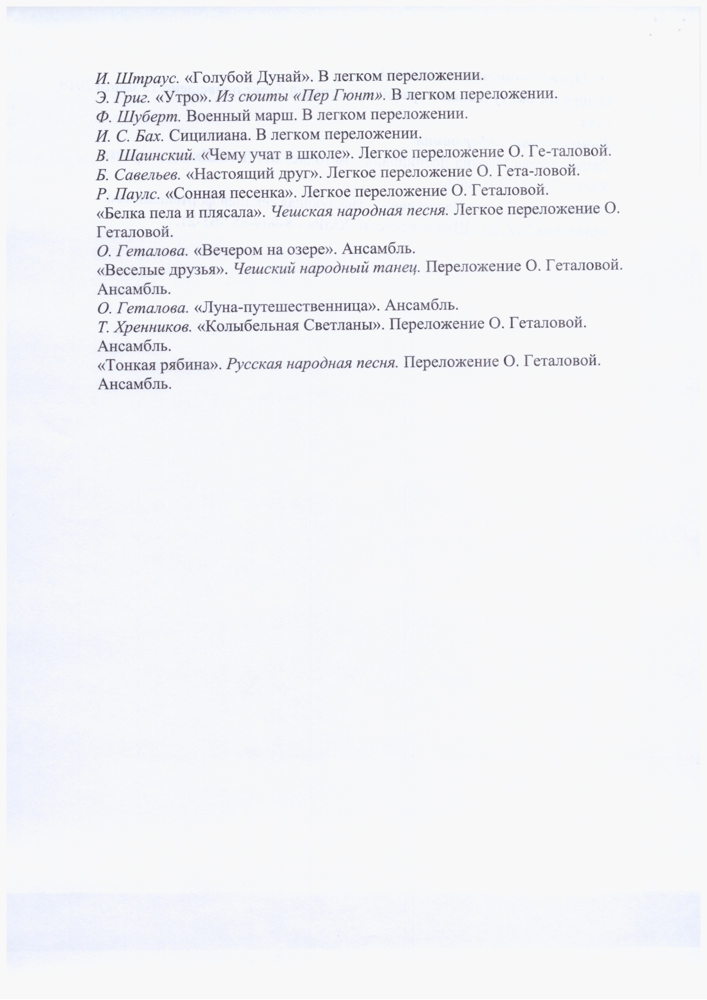 И. Штраус. «Голубой Дунай». В легком переложении.
Э. Григ. «Утро». Из сюиты «Пер Гюнт». В легком переложении.
Ф. Шуберт. Военный марш. В легком переложении.
И. С. Бах. Сицилиана. В легком переложении.
В. Шаинский. «Чему учат в школе». Легкое переложение О. Ге-таловой.
Б. Савельев. «Настоящий друг». Легкое переложение О. Гета-ловой.
Р. Паулс. «Сонная песенка». Легкое переложение О. Геталовой.
«Белка пела и плясала». Чешская народная песня. Легкое переложение О.
Геталовой.
О. Геталова. «Вечером на озере». Ансамбль.
«Веселые друзья». Чешский народный танец. Переложение О. Геталовой.
Ансамбль.
О. Геталова. «Луна-путешественница». Ансамбль.
Т. Хренников. «Колыбельная Светланы». Переложение О. Геталовой.
Ансамбль.
«Тонкая рябина». Русская народная песня. Переложение О. Геталовой.
Ансамбль.